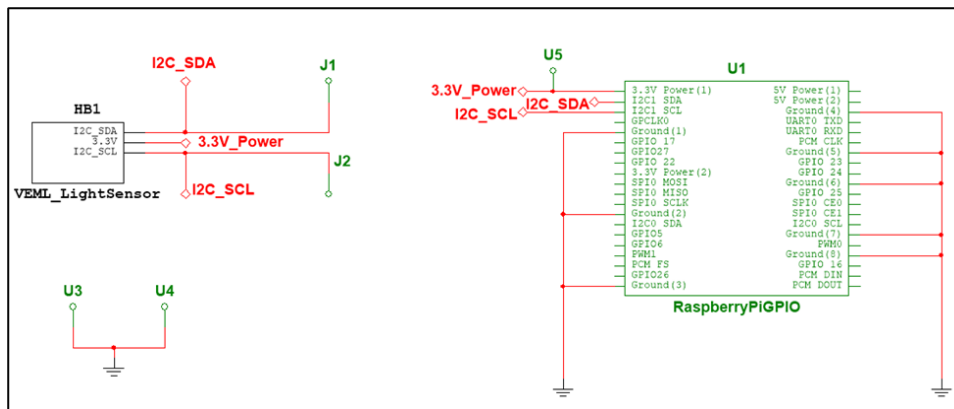 I2C_SDA
J1
HB1
I2C_SDA
3.3V
I2C_SCL
3.3V_Power
J2
I2C_SCL
VEML_LightSensor
U3
U4
U5
U1
3.3V_Power
I2C_SDA
I2C_SCL
3.3V Power(1)
I2C1 SDA
I2C1 SCL
GPCLK0
Ground(1)
GPIO 17
GPIO27
GPIO 22
3.3V Power(2)
SPI0 MOSI
SPI0 MISO
SPI0 SCLK
Ground(2)
I2C0 SDA
GPIO5
GPIO6
PWM1
PCM FS
GPIO26
Ground(3)
5V Power(1)
5V Power(2)
Ground(4)
UART0 TXD
UART0 RXD
PCM CLK
Ground(5)
GPIO 23
GPIO 24
Ground(6)
GPIO 25
SPI0 CE0
SPI0 CE1
I2C0 SCL
Ground(7)
PWM0
Ground(8)
GPIO 16
PCM DIN
PCM DOUT
RaspberryPiGPIO